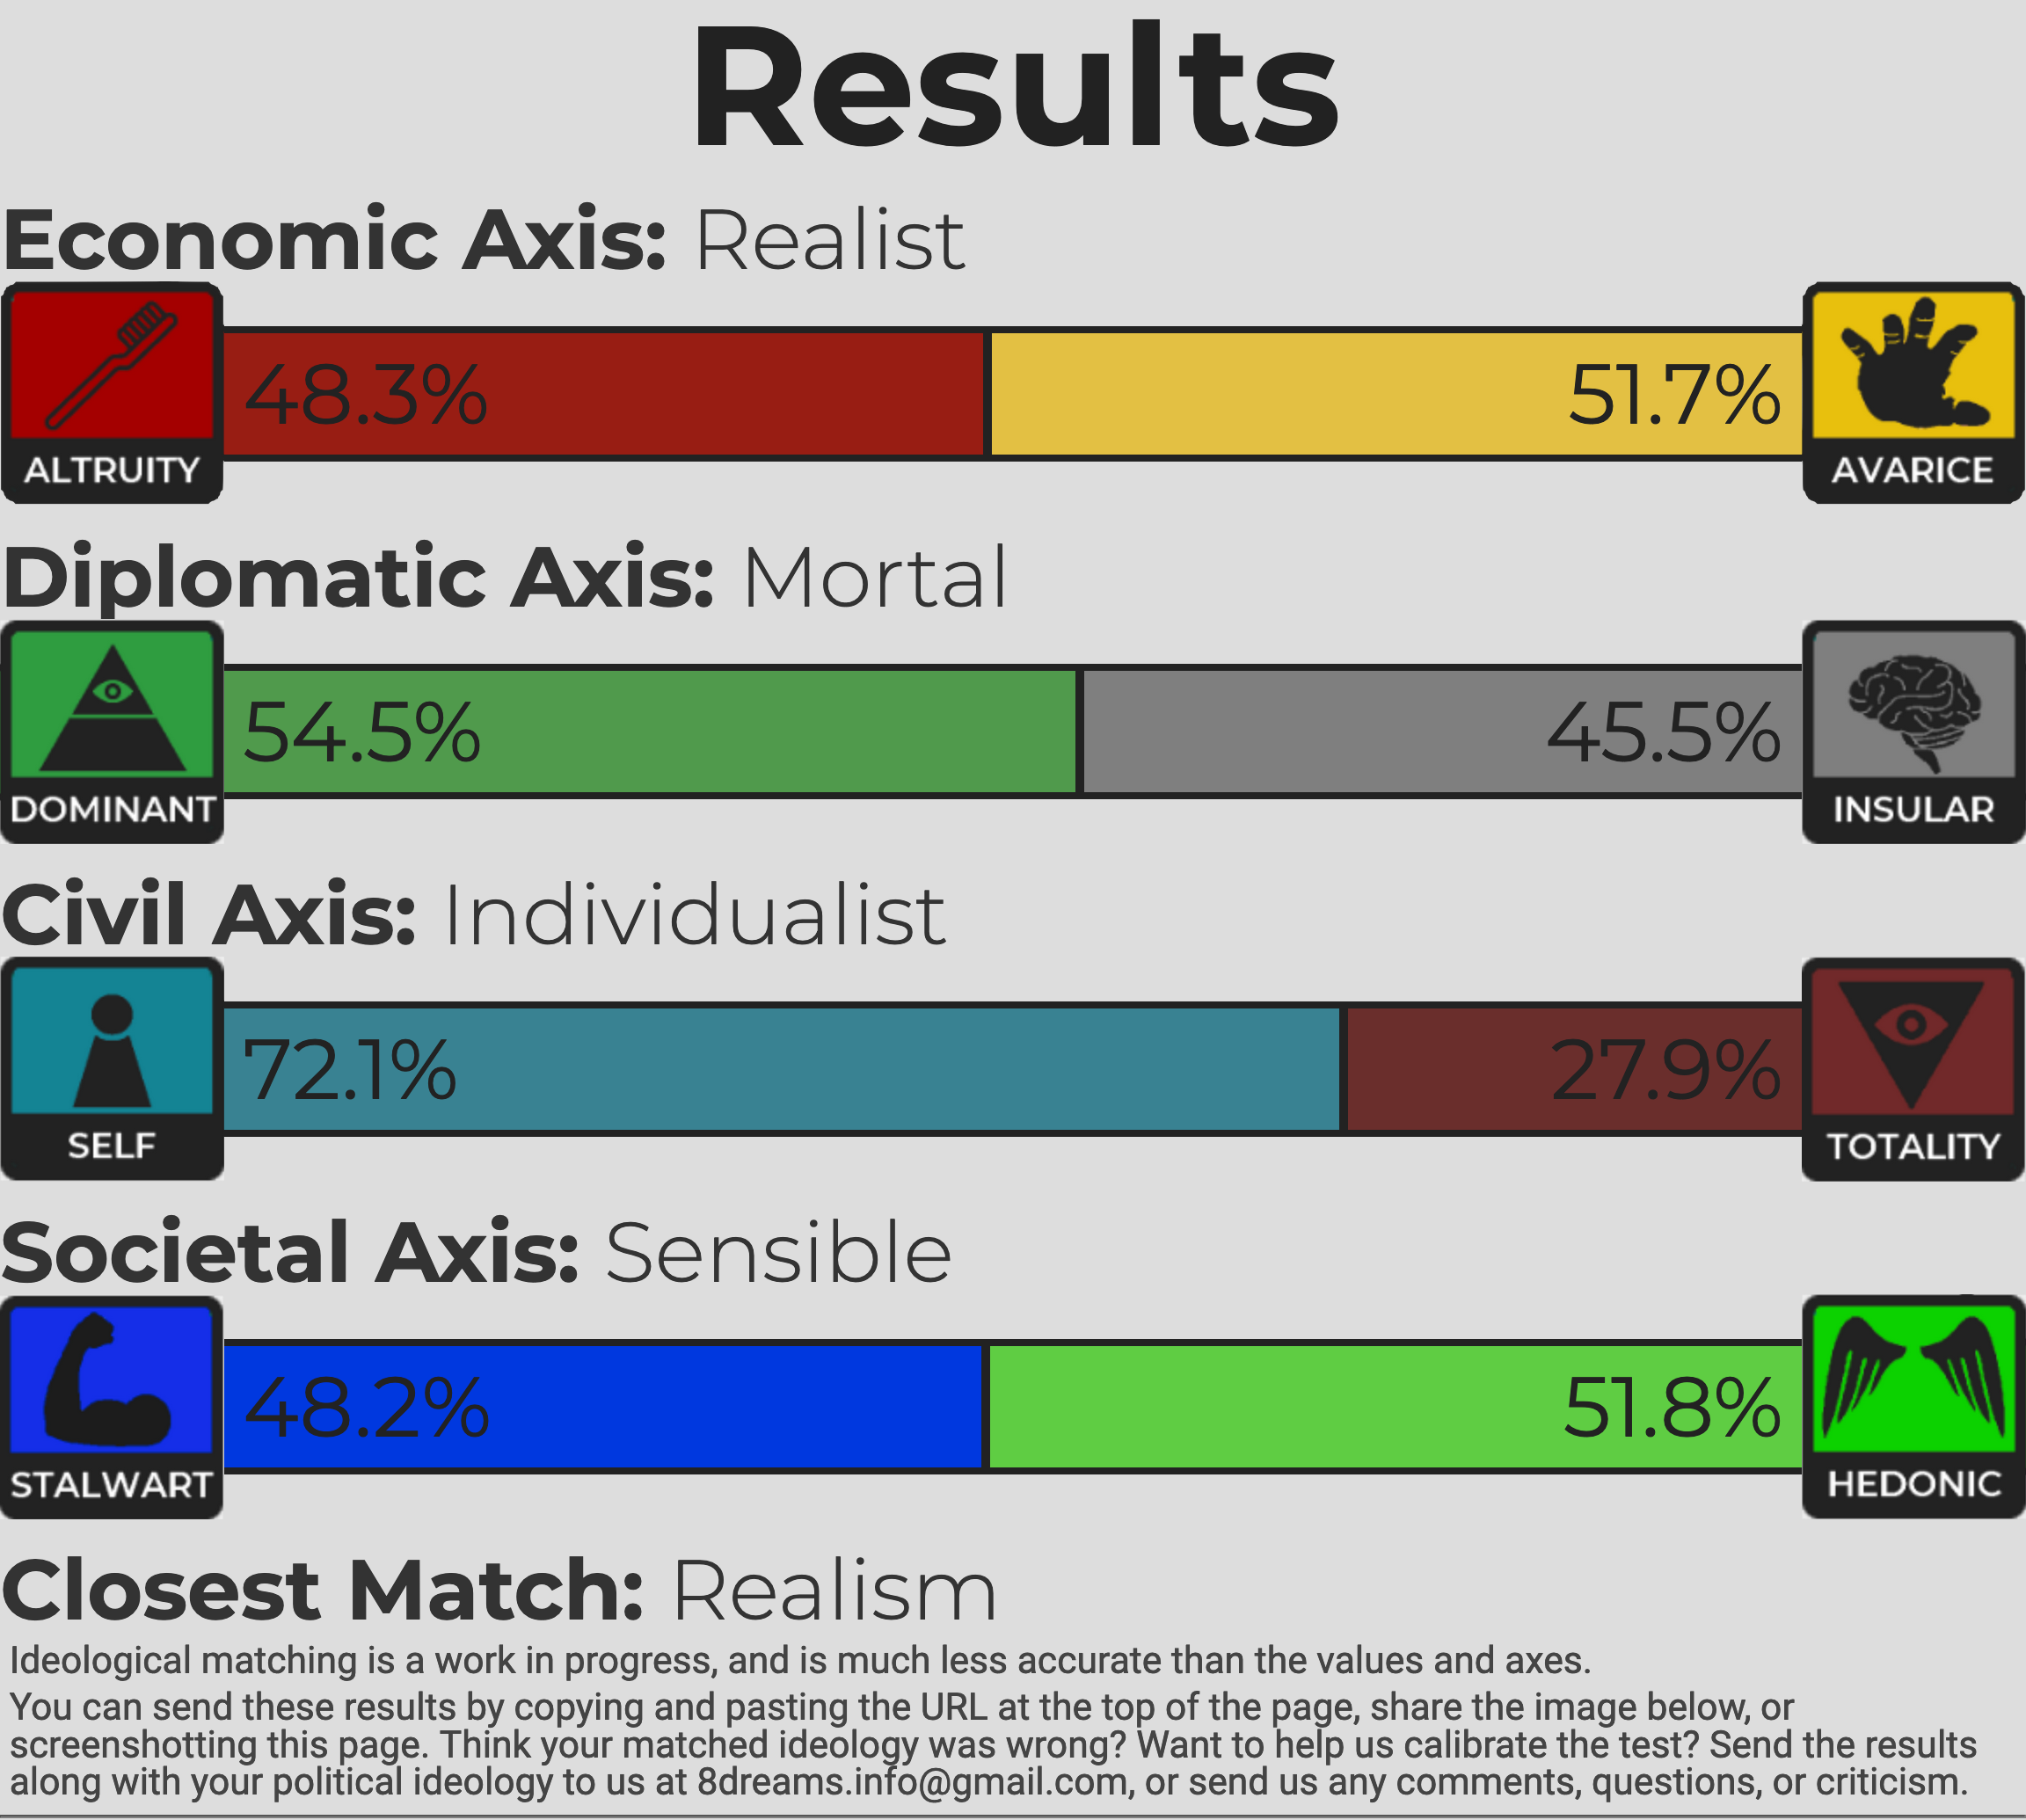 Results
Economic Axis: Realist
48.3% 51.7%
ALTRUITY AVARICE
Diplomatic Axis: Mortal
54.5% 45.5%
DOMINANT INSULAR
Civil Axis: Individualist
72.1% 27.9%
SELF TOTALITY
Societal Axis: Sensible
48.2% 51.8%
STALWART HEDONIC
Closest Match: Realism
Ideological matching is a work in progress, and is much less accurate than the values and axes.
You can send these results by copying and pasting the URL at the top of the page, share the image below, or
screenshotting this page. Think your matched ideology was wrong? Want to help us calibrate the test? Send the results
along with your political ideology to us at 8dreams.info@gmail.com, or send us any comments, questions, or criticism.